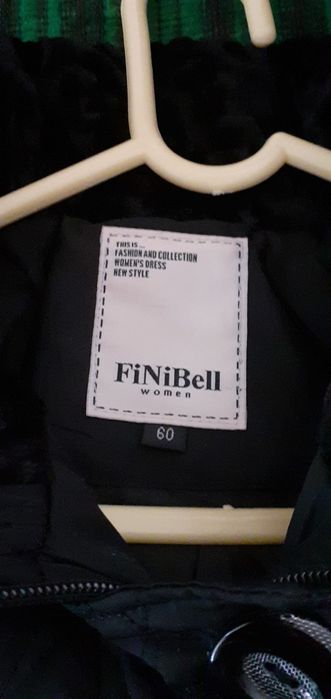 THIS IS...
FASHION AND COLLECTION
WOMEN'S DRESS
NEW STYLE
FiNiBell
women
60